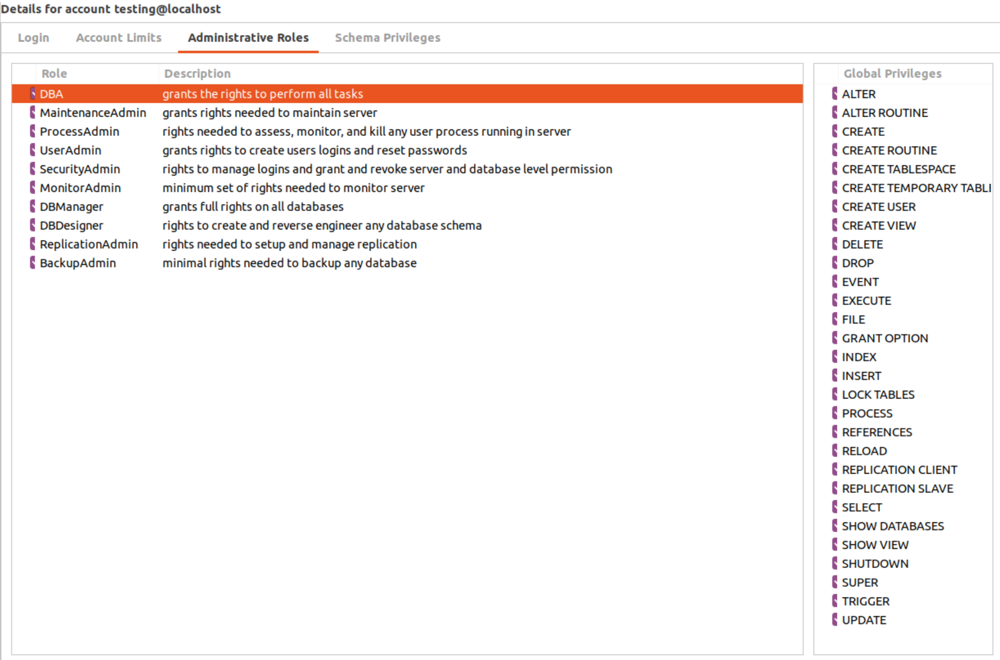 Details for account testing@localhost
Login Account Limits Administrative Roles Schema Privileges
Role Description
DBA grants the rights to perform all tasks
MaintenanceAdmin grants rights needed to maintain server
ProcessAdmin rights needed to assess, monitor, and kill any user process running in server
UserAdmin grants rights to create users logins and reset passwords
SecurityAdmin rights to manage logins and grant and revoke server and database level permission
MonitorAdmin minimum set of rights needed to monitor server
DBManager grants full rights on all databases
DBDesigner rights to create and reverse engineer any database schema
ReplicationAdmin rights needed to setup and manage replication
BackupAdmin minimal rights needed to backup any database
Global Privileges
ALTER
ALTER ROUTINE
CREATE
CREATE ROUTINE
CREATE TABLESPACE
CREATE TEMPORARY TABLE
CREATE USER
CREATE VIEW
DELETE
DROP
EVENT
EXECUTE
FILE
GRANT OPTION
INDEX
INSERT
LOCK TABLES
PROCESS
REFERENCES
RELOAD
REPLICATION CLIENT
REPLICATION SLAVE
SELECT
SHOW DATABASES
SHOW VIEW
SHUTDOWN
SUPER
TRIGGER
UPDATE